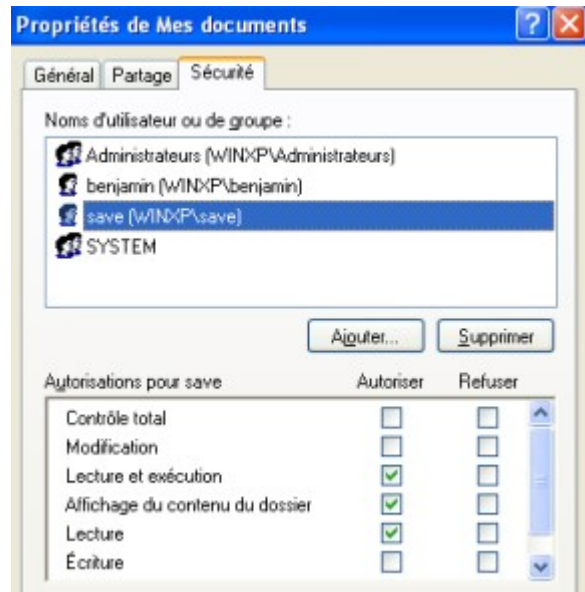 Propriétés de Mes documents
Général Partage Sécurité
Noms d'utilisateur ou de groupe :
Administrateurs (WINXP\Administrateurs)
benjamin (WINXP\benjamin)
save (WINXP\save)
SYSTEM
Ajouter... Supprimer
Autorisations pour save Autoriser Refuser
Contrôle total
Modification
Lecture et exécution
Affichage du contenu du dossier
Lecture
Écriture